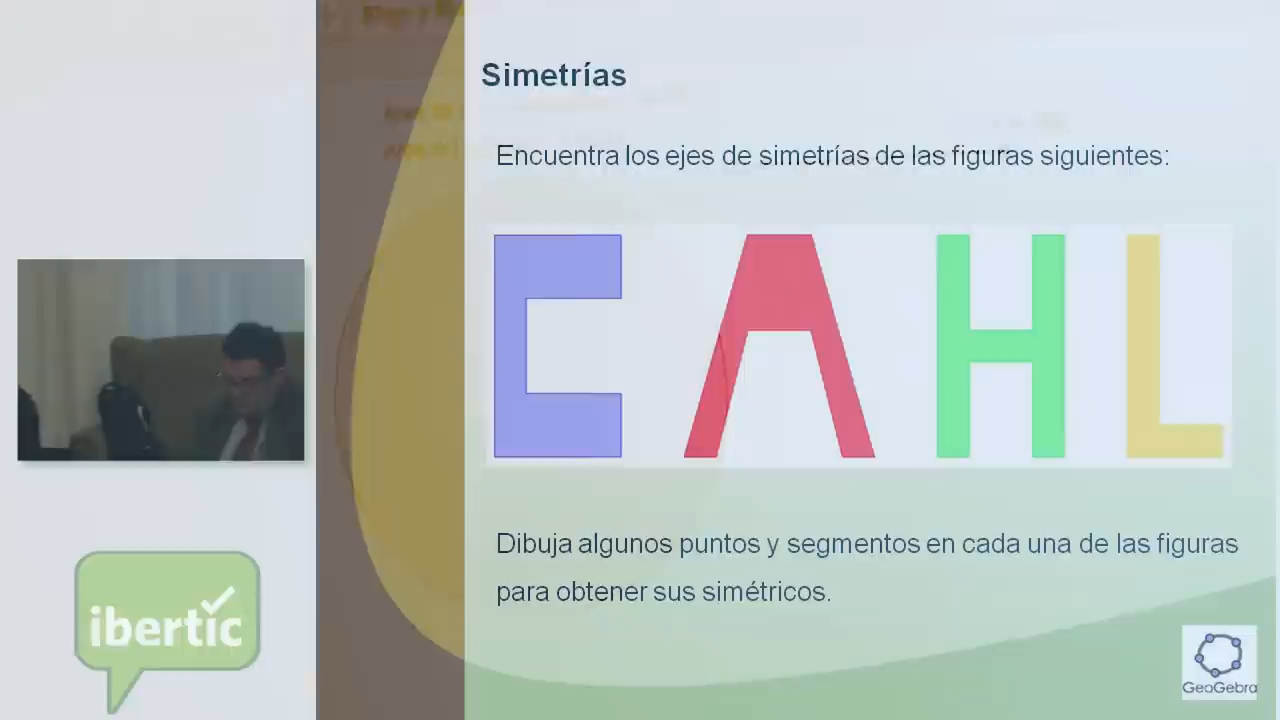 Simetrías
Encuentra los ejes de simetrías de las figuras siguientes:
Dibuja algunos puntos y segmentos en cada una de las figuras
para obtener sus simétricos.
ibertic
GeoGebra